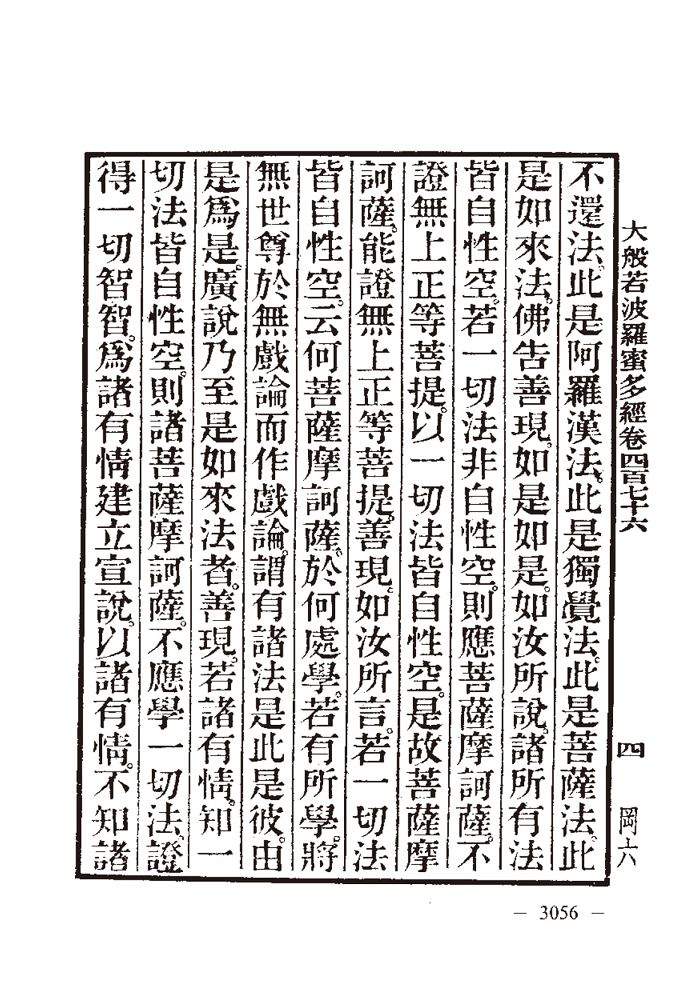 大般若波羅蜜多經卷四百七十六
四
岡六
不還法。此是阿羅漢法。此是獨覺法。此是菩薩法。此
是如來法。佛告善現。如是如是。如汝所說。諸所有法
皆自性空。若一切法非自性空。則應菩薩摩訶薩。不
證無上正等菩提。以一切法皆自性空。是故菩薩摩
訶薩。能證無上正等菩提。善現。如汝所言。若一切法
皆自性空。云何菩薩摩訶薩。於何處學。若有所學。將
無世尊於無戲論而作戲論。謂有諸法是此是彼。由
是爲是。廣說乃至是如來法者。善現。若諸有情。知一
切法皆自性空。則諸菩薩摩訶薩。不應學一切法。證
得一切智智。爲諸有情建立宣說。以諸有情。不知諸
— 3056 —